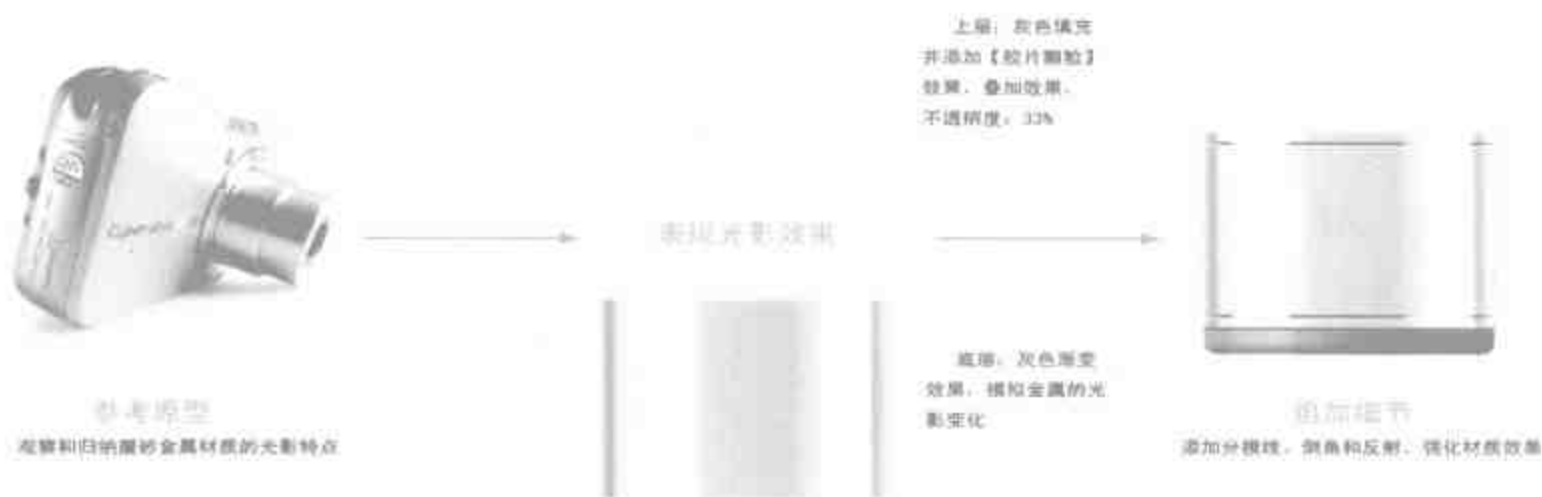 上层：灰色填充
并添加【胶片颗粒】
效果，叠加效果，
不透明度：33%
表现光影效果
底层：灰色渐变
效果，模拟金属的光
影变化
参考原型
观察和归纳磨砂金属材质的光影特点
追加细节
添加分模线、倒角和反射，强化材质效果